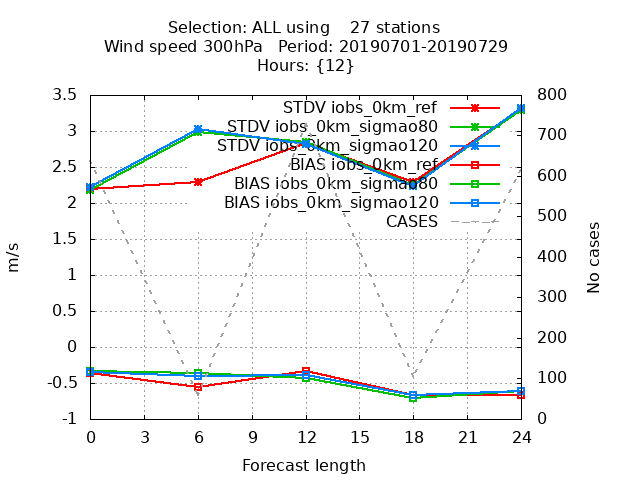 Selection: ALL using    27 stations
Wind speed 300hPa   Period: 20190701-20190729
Hours: {12}
STDV iobs_0km_ref
STDV iobs_0km_sigmao80
STDV iobs_0km_sigmao120
BIAS iobs_0km_ref
BIAS iobs_0km_sigmao80
BIAS iobs_0km_sigmao120
CASES
3.5
3
2.5
2
1.5
1
0.5
0
-0.5
-1
m/s
800
700
600
500
400
300
200
100
0
No cases
0 3 6 9 12 15 18 21 24
Forecast length